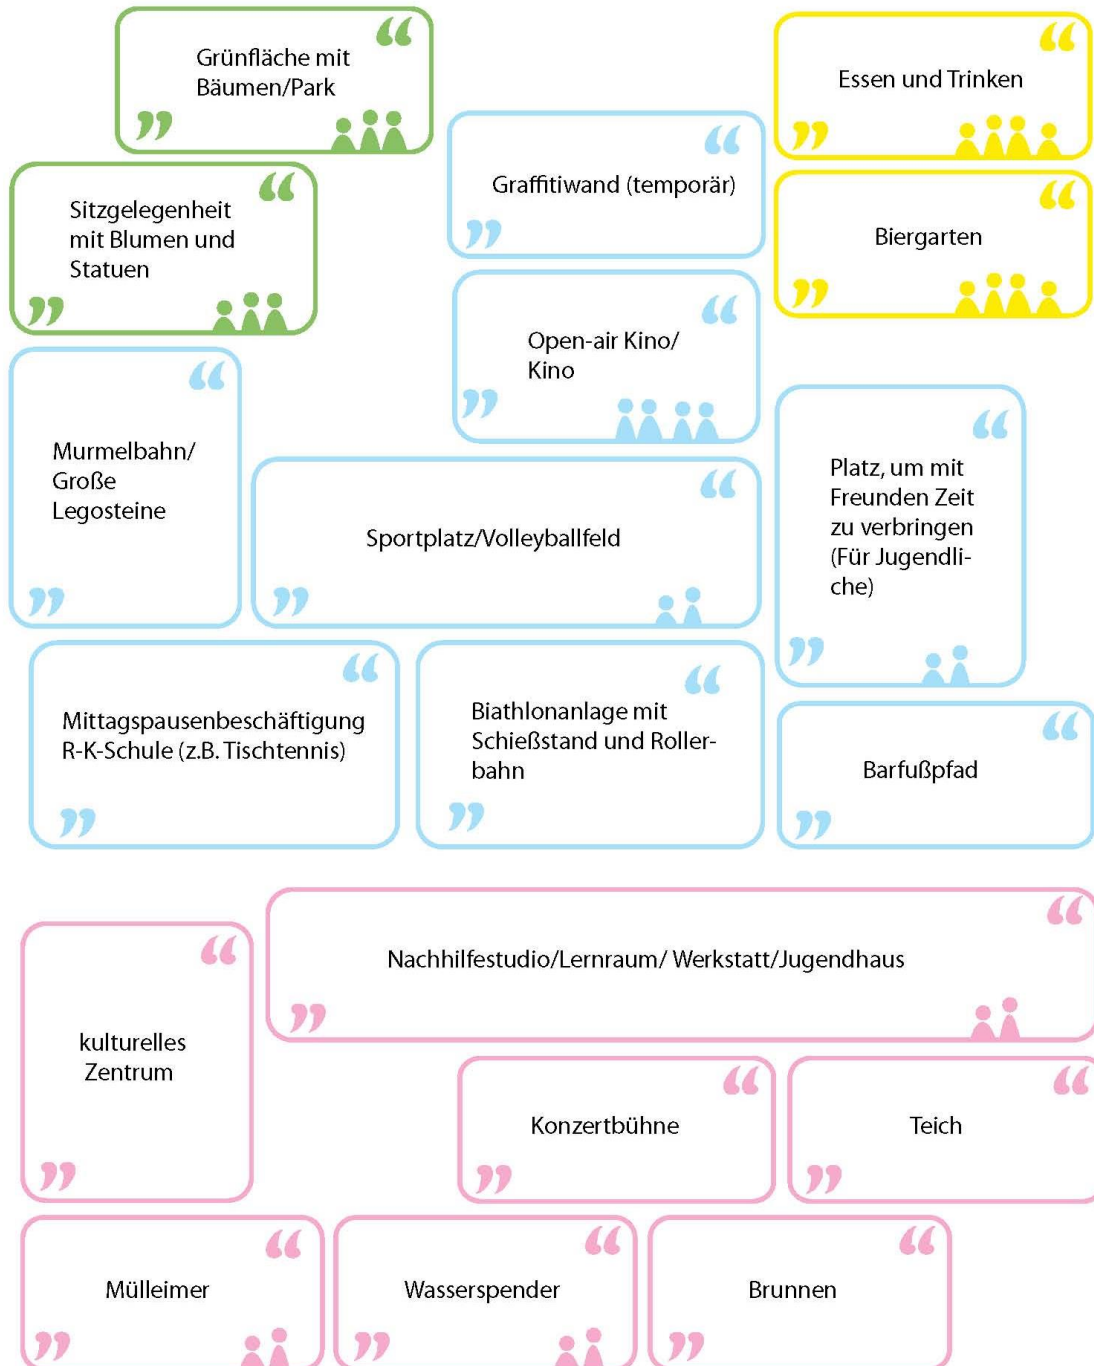 Grünfläche mit
Bäumen/Park
Essen und Trinken
Graffitiwand (temporär)
Sitzgelegenheit
mit Blumen und
Statuen
Biergarten
Open-air Kino/
Kino
Murmelbahn/
Große
Legosteine
Sportplatz/Volleyballfeld
Platz, um mit
Freunden Zeit
zu verbringen
(Für Jugendli-
che)
Mittagspausenbeschäftigung
R-K-Schule (z.B. Tischtennis)
Biathlonanlage mit
Schießstand und Roller-
bahn
Barfußpfad
Nachhilfestudio/Lernraum/ Werkstatt/Jugendhaus
kulturelles
Zentrum
Konzertbühne
Teich
Mülleimer
Wasserspender
Brunnen